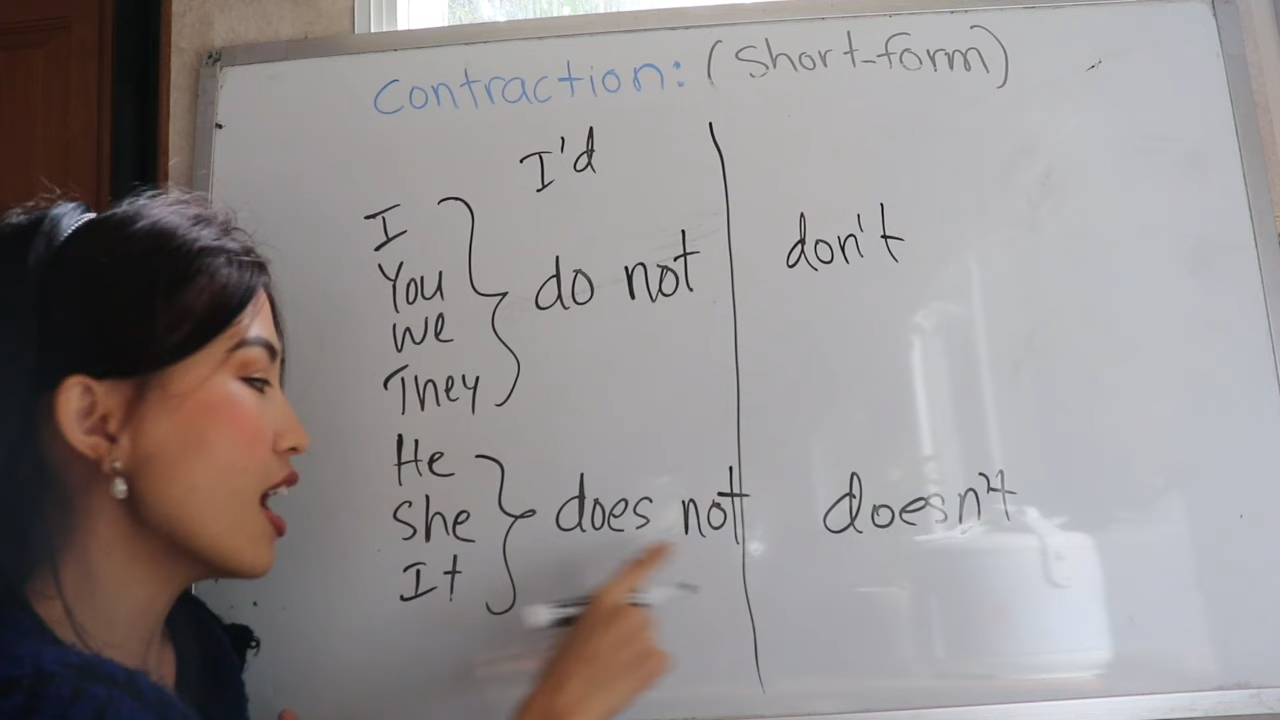 Contraction: (Short-form)
I'd
I
You
We
They
do not
don't
He
She
It
does not
doesn't